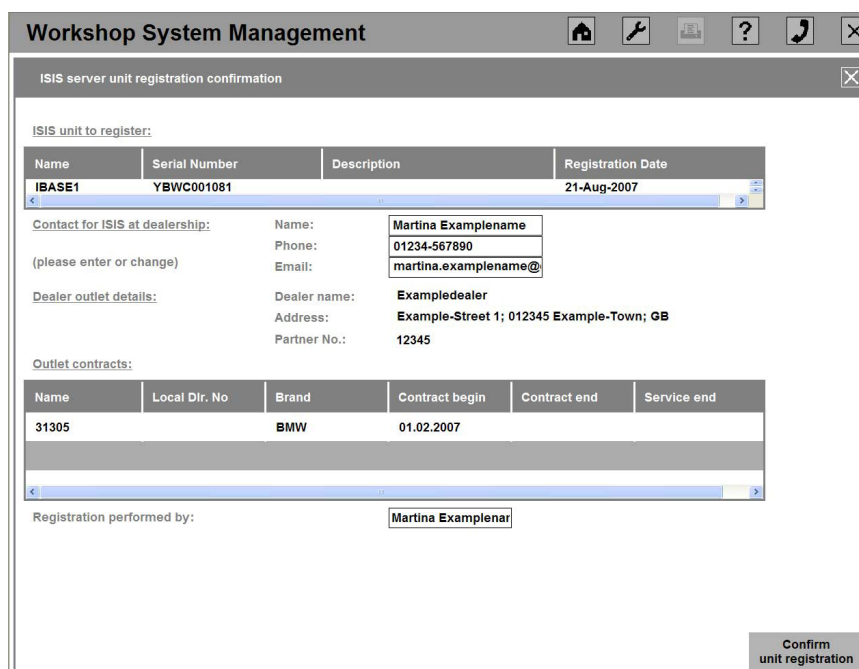 Workshop System Management
ISIS server unit registration confirmation
ISIS unit to register:
Name Serial Number Description Registration Date
IBASE1 YBWC001081 21-Aug-2007
Contact for ISIS at dealership: Name: Martina Examplename
Phone: 01234-567890
(please enter or change) Email: martina.examplename@
Dealer outlet details: Dealer name: Exampledealer
Address: Example-Street 1; 012345 Example-Town; GB
Partner No.: 12345
Outlet contracts:
Name Local Dlr. No Brand Contract begin Contract end Service end
31305 BMW 01.02.2007
Registration performed by: Martina Examplenar
Confirm
unit registration